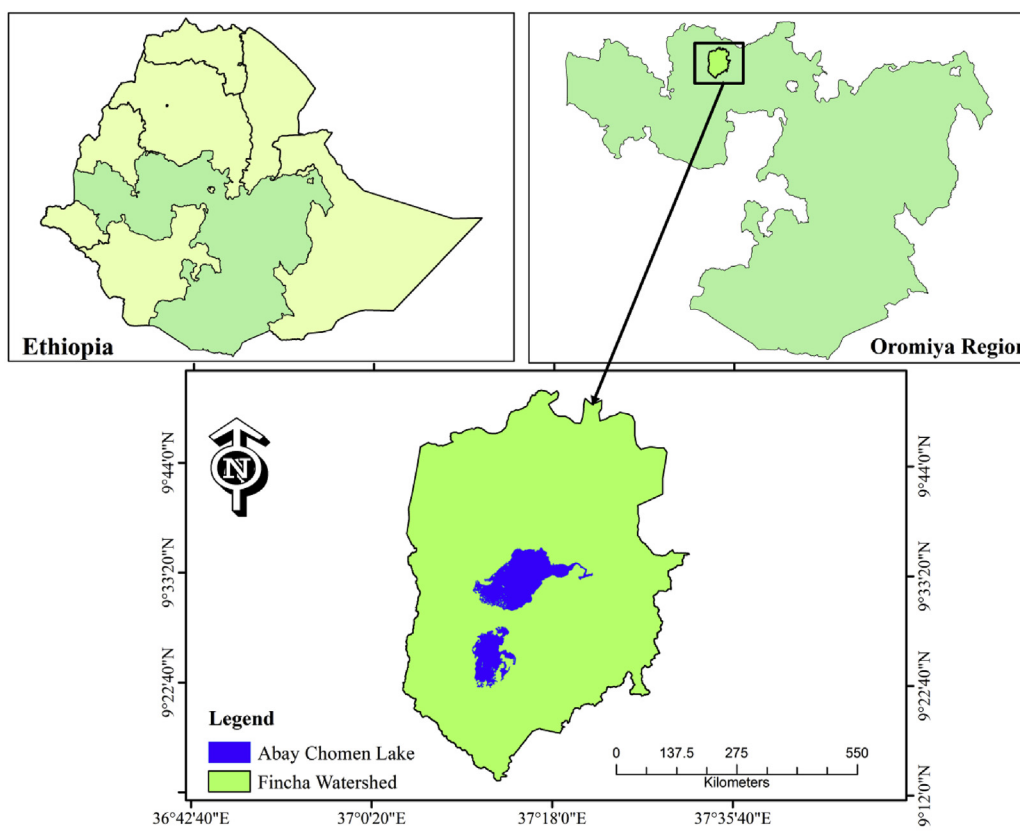 Ethiopia
Oromiya Region
N
9°44'0"N
9°33'20"N
9°22'40"N
9°44'0"N
9°33'20"N
9°22'40"N
9°12'0"N
Legend
Abay Chomen Lake
Fincha Watershed
0 137.5 275 550
Kilometers
36°42'40"E 37°0'20"E 37°18'0"E 37°35'40"E